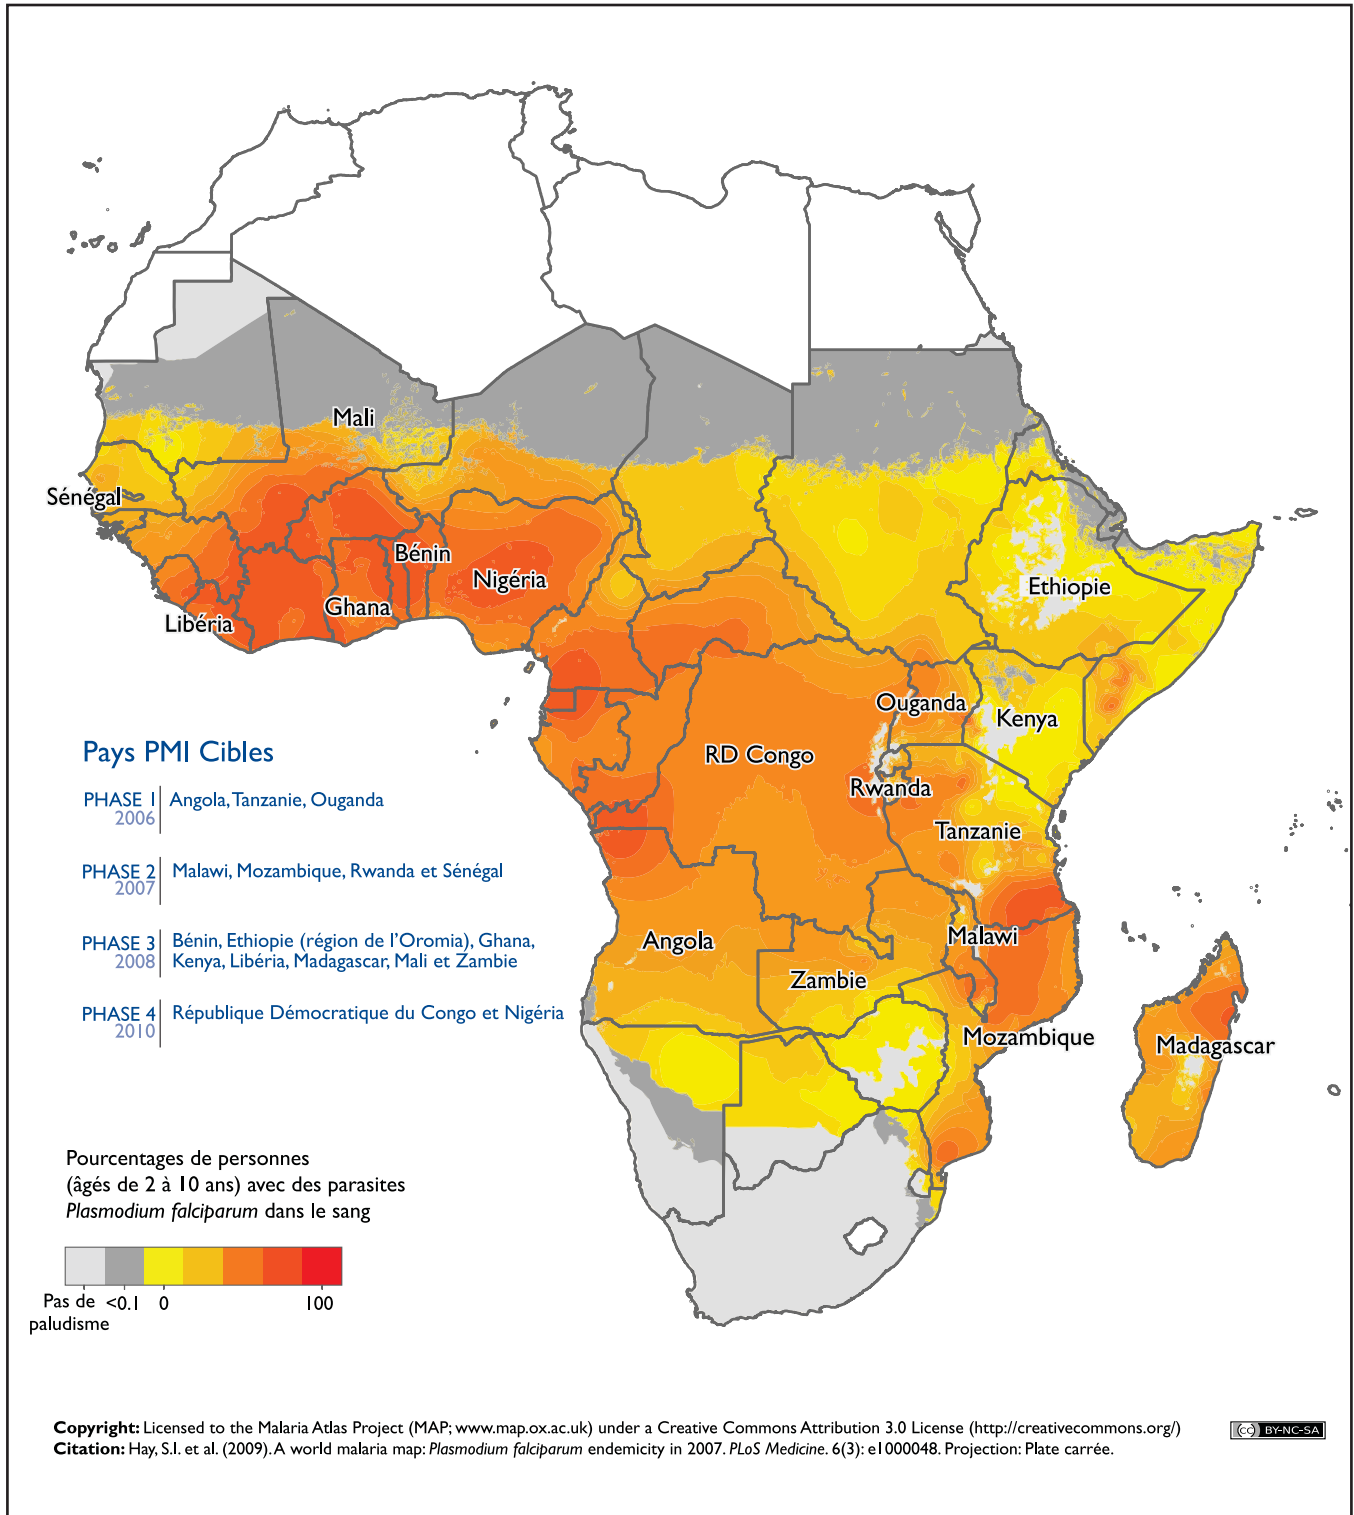 Mali
Sénégal
Bénin
Nigéria
Ghana
Libéria
Ethiopie
Ouganda
Kenya
RD Congo
Rwanda
Tanzanie
Angola
Malawi
Zambie
Mozambique
Madagascar
Pays PMI Cibles
PHASE 1
2006
Angola, Tanzanie, Ouganda
PHASE 2
2007
Malawi, Mozambique, Rwanda et Sénégal
PHASE 3
2008
Bénin, Ethiopie (région de l'Oromia), Ghana,
Kenya, Libéria, Madagascar, Mali et Zambie
PHASE 4
2010
République Démocratique du Congo et Nigéria
Pourcentages de personnes
(âgés de 2 à 10 ans) avec des parasites
Plasmodium falciparum dans le sang
Pas de paludisme
<0.1
0
100
Copyright: Licensed to the Malaria Atlas Project (MAP; www.map.ox.ac.uk) under a Creative Commons Attribution 3.0 License (http://creativecommons.org/)
Citation: Hay, S.I. et al. (2009). A world malaria map: Plasmodium falciparum endemicity in 2007. PLoS Medicine. 6(3): e1000048. Projection: Plate carrée.
cc BY-NC-SA